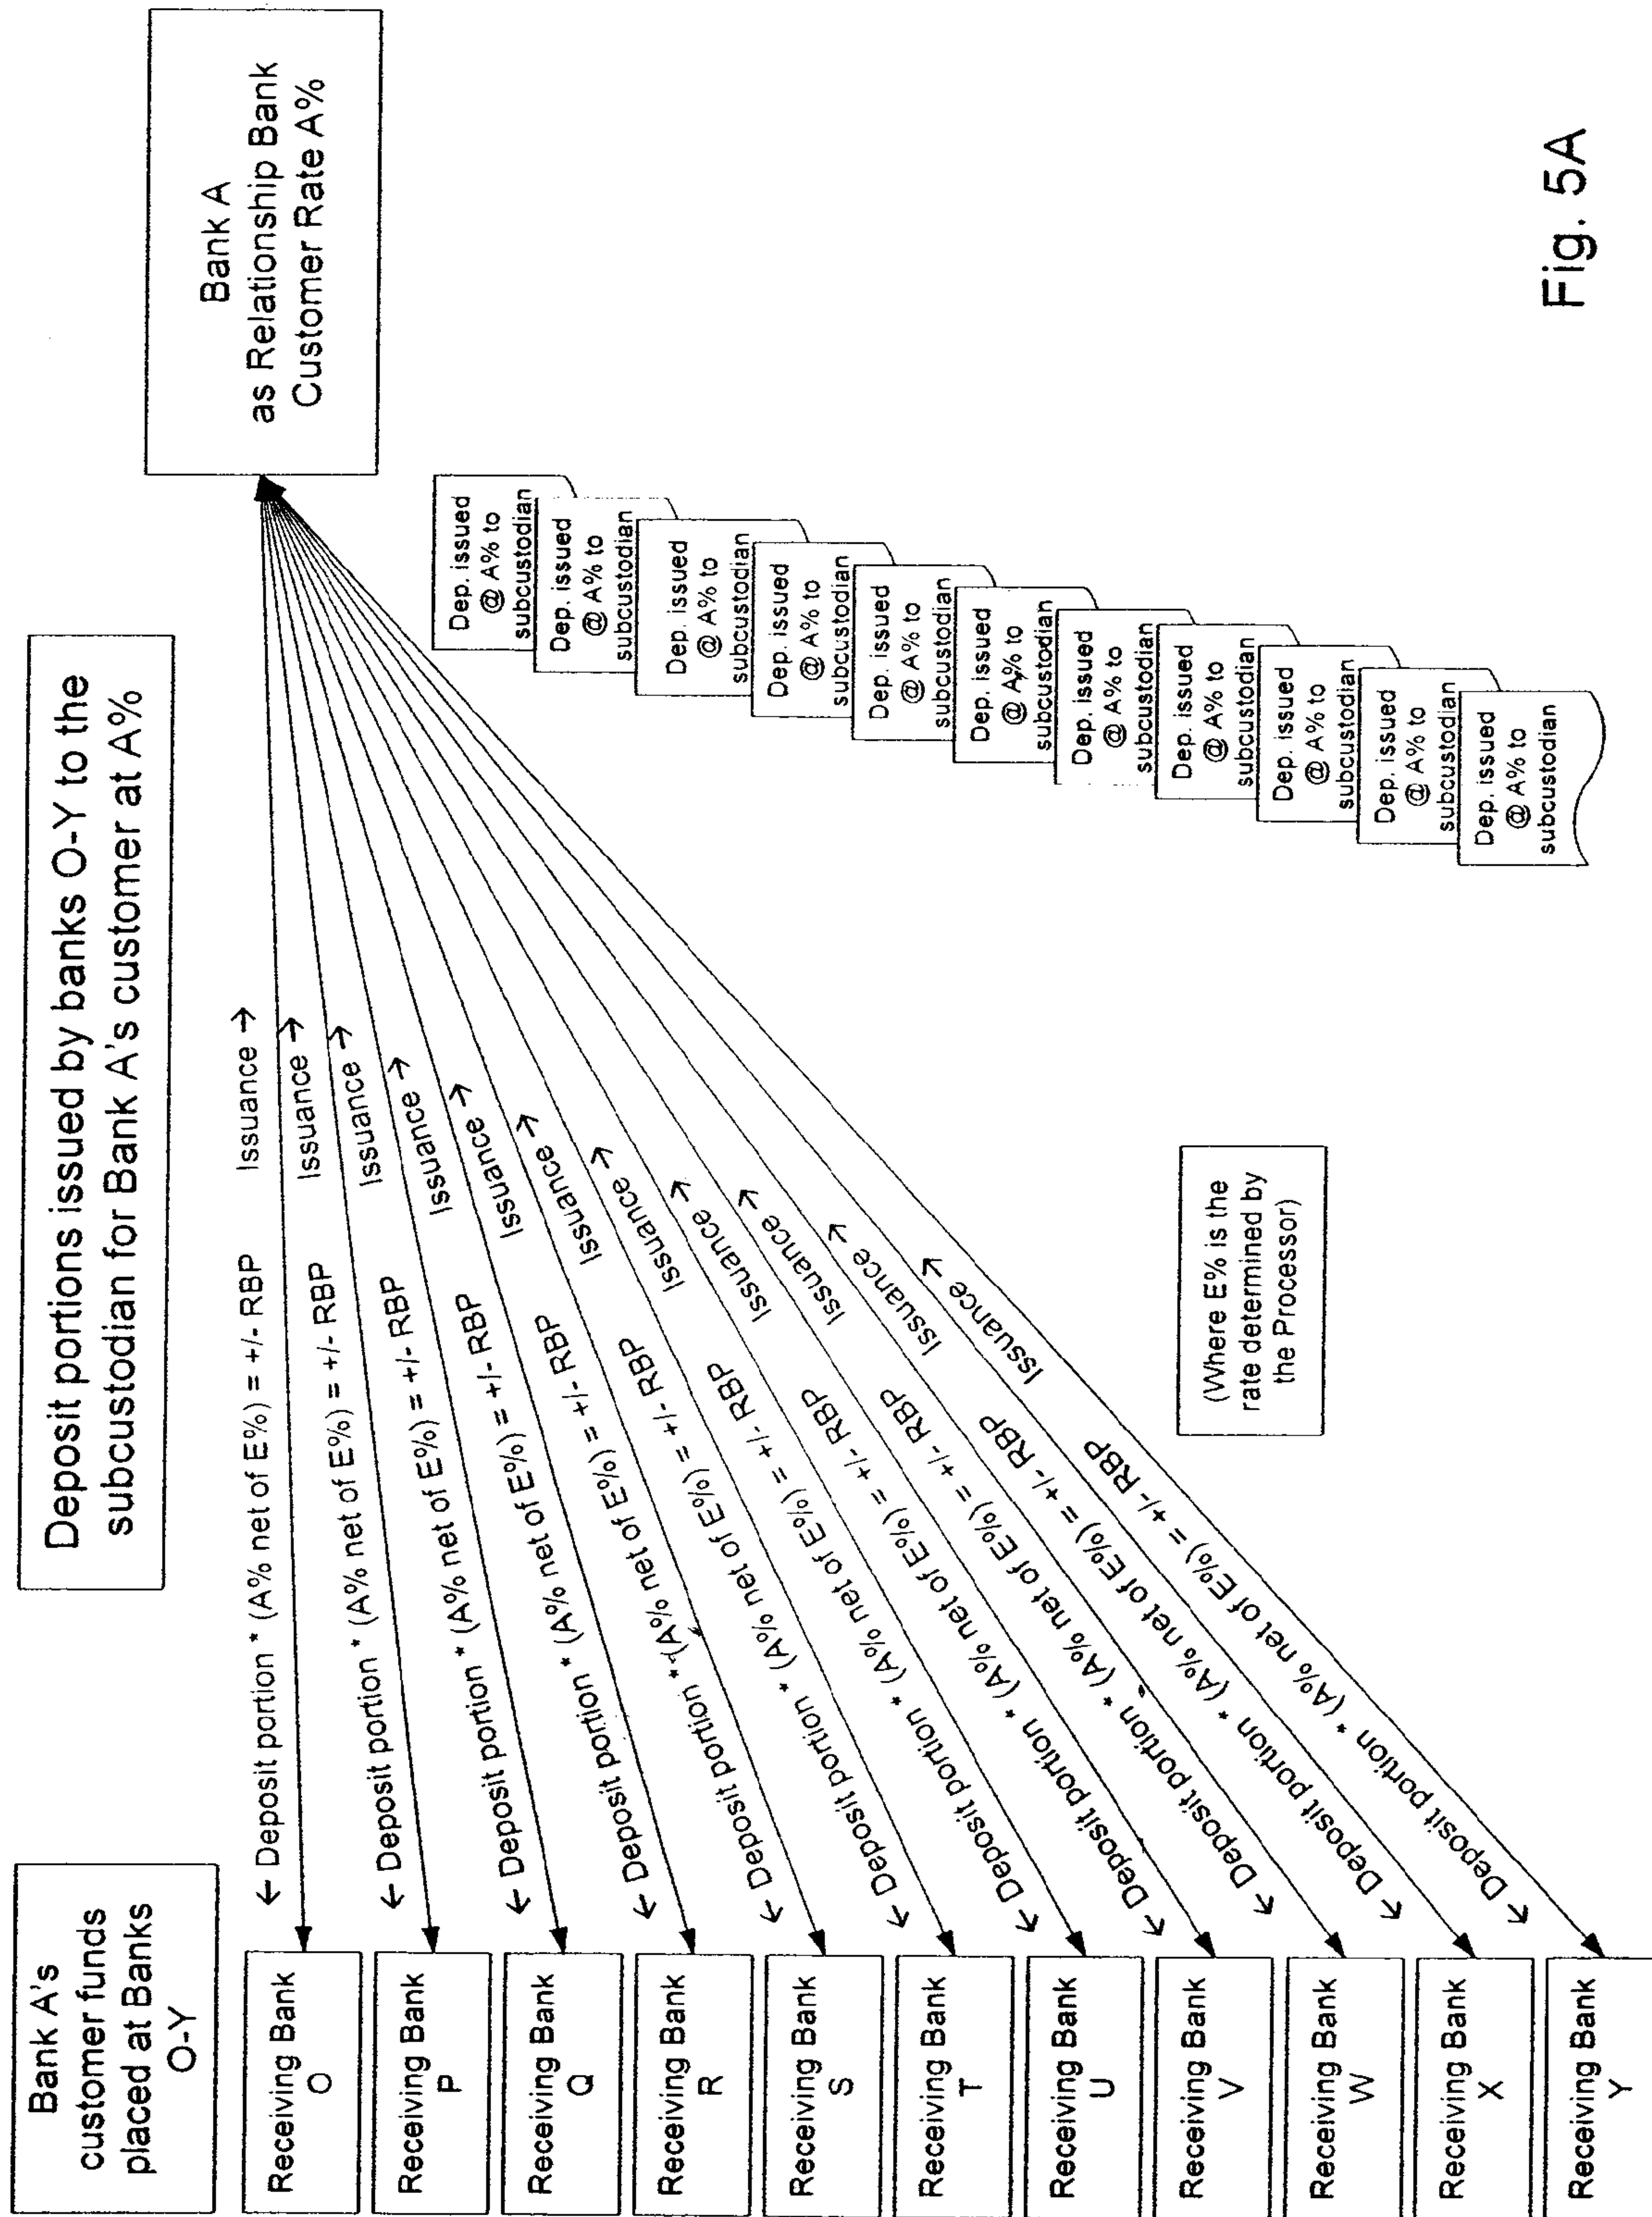 Deposit portions issued by banks O-Y to the
subcustodian for Bank A's customer at A%
Bank A's
customer funds
placed at Banks
O-Y
Bank A
as Relationship Bank
Customer Rate A%
Receiving Bank
O
← Deposit portion * (A% net of E%) = +/- RBP Issuance →
Receiving Bank
P
← Deposit portion * (A% net of E%) = +/- RBP Issuance →
Receiving Bank
Q
← Deposit portion * (A% net of E%) = +/- RBP Issuance →
Receiving Bank
R
← Deposit portion * (A% net of E%) = +/- RBP Issuance →
Receiving Bank
S
← Deposit portion * (A% net of E%) = +/- RBP Issuance →
Receiving Bank
T
← Deposit portion * (A% net of E%) = +/- RBP Issuance →
Receiving Bank
U
← Deposit portion * (A% net of E%) = +/- RBP Issuance →
Receiving Bank
V
← Deposit portion * (A% net of E%) = +/- RBP Issuance →
Receiving Bank
W
← Deposit portion * (A% net of E%) = +/- RBP Issuance →
Receiving Bank
X
← Deposit portion * (A% net of E%) = +/- RBP Issuance →
Receiving Bank
Y
← Deposit portion * (A% net of E%) = +/- RBP Issuance →
Dep. issued
@ A% to
subcustodian
Dep. issued
@ A% to
subcustodian
Dep. issued
@ A% to
subcustodian
Dep. issued
@ A% to
subcustodian
Dep. issued
@ A% to
subcustodian
Dep. issued
@ A% to
subcustodian
Dep. issued
@ A% to
subcustodian
Dep. issued
@ A% to
subcustodian
Dep. issued
@ A% to
subcustodian
Dep. issued
@ A% to
subcustodian
Dep. issued
@ A% to
subcustodian
(Where E% is the
rate determined by
the Processor)
Fig. 5A